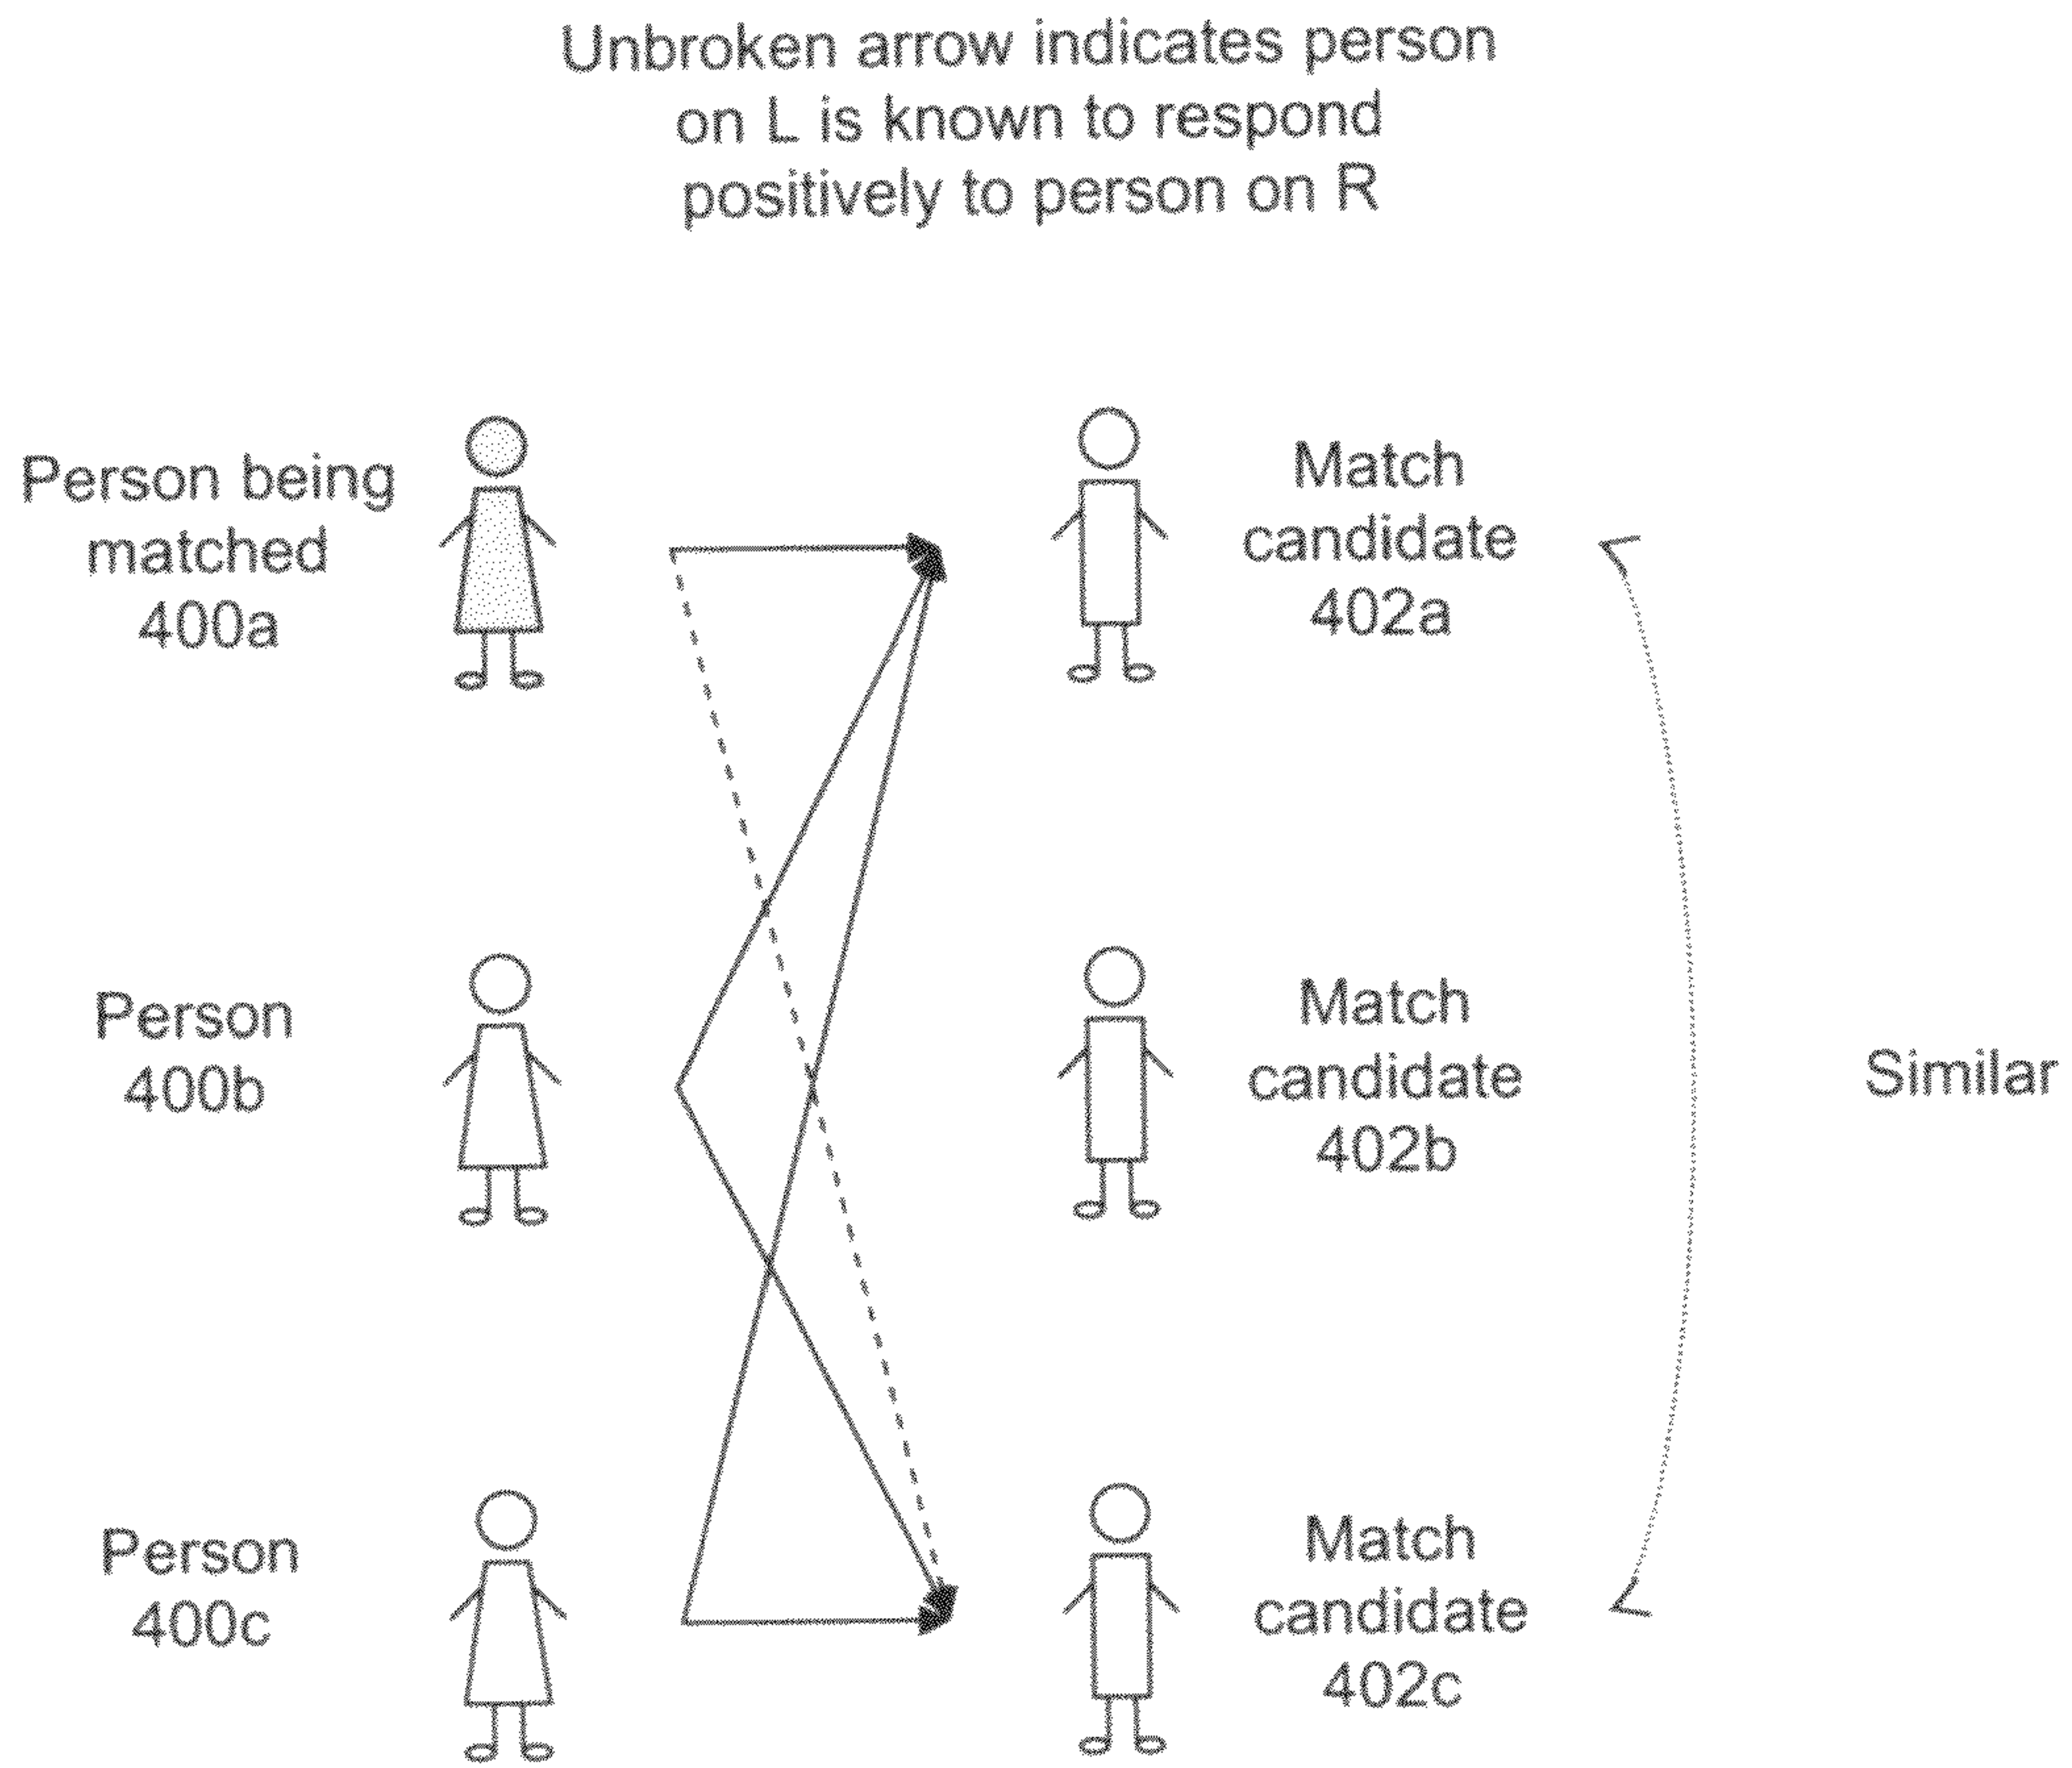 Unbroken arrow indicates person
on L is known to respond
positively to person on R
Person being
matched
400a
Match
candidate
402a
Person
400b
Match
candidate
402b
Similar
Person
400c
Match
candidate
402c